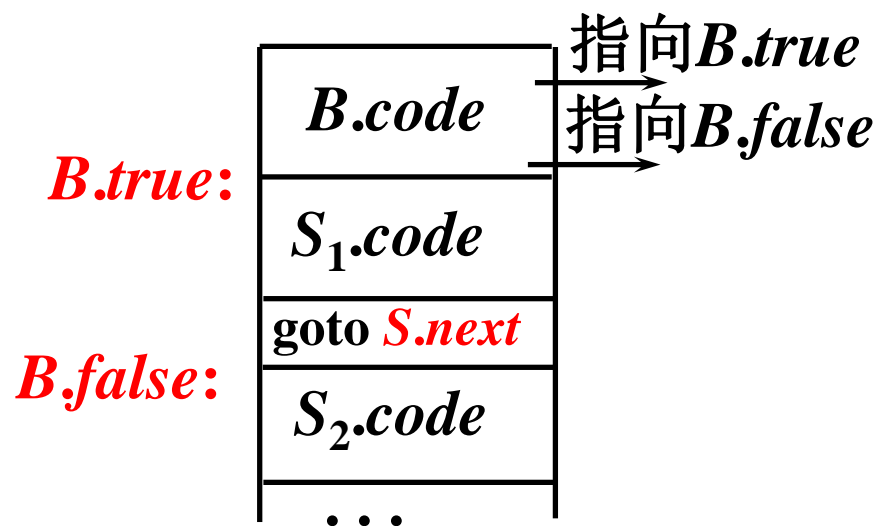 指向B.true
B.code
指向B.false
B.true:
S₁.code
goto S.next
B.false:
S₂.code
...